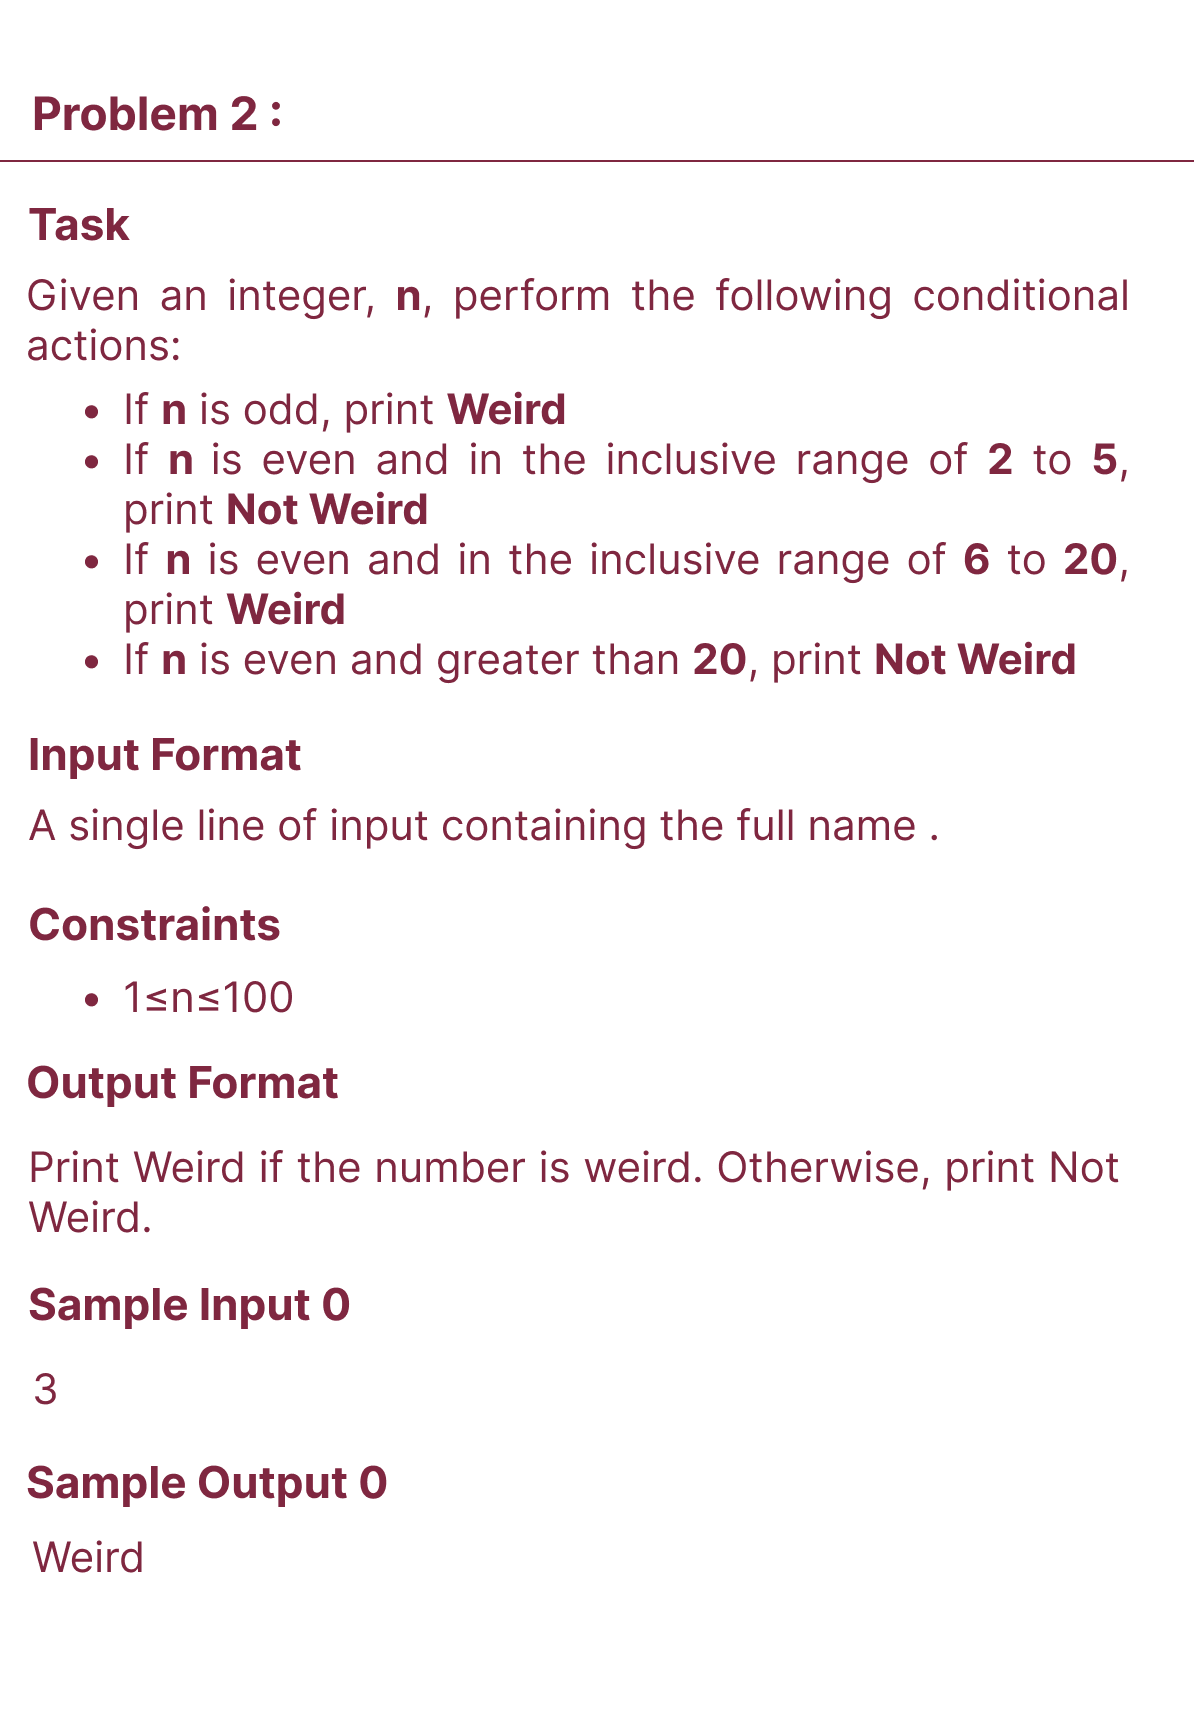 Problem 2 :
Task
Given an integer, n, perform the following conditional
actions:
• If n is odd, print Weird
• If n is even and in the inclusive range of 2 to 5,
print Not Weird
• If n is even and in the inclusive range of 6 to 20,
print Weird
• If n is even and greater than 20, print Not Weird
Input Format
A single line of input containing the full name .
Constraints
• 1≤n≤100
Output Format
Print Weird if the number is weird. Otherwise, print Not
Weird.
Sample Input 0
3
Sample Output 0
Weird